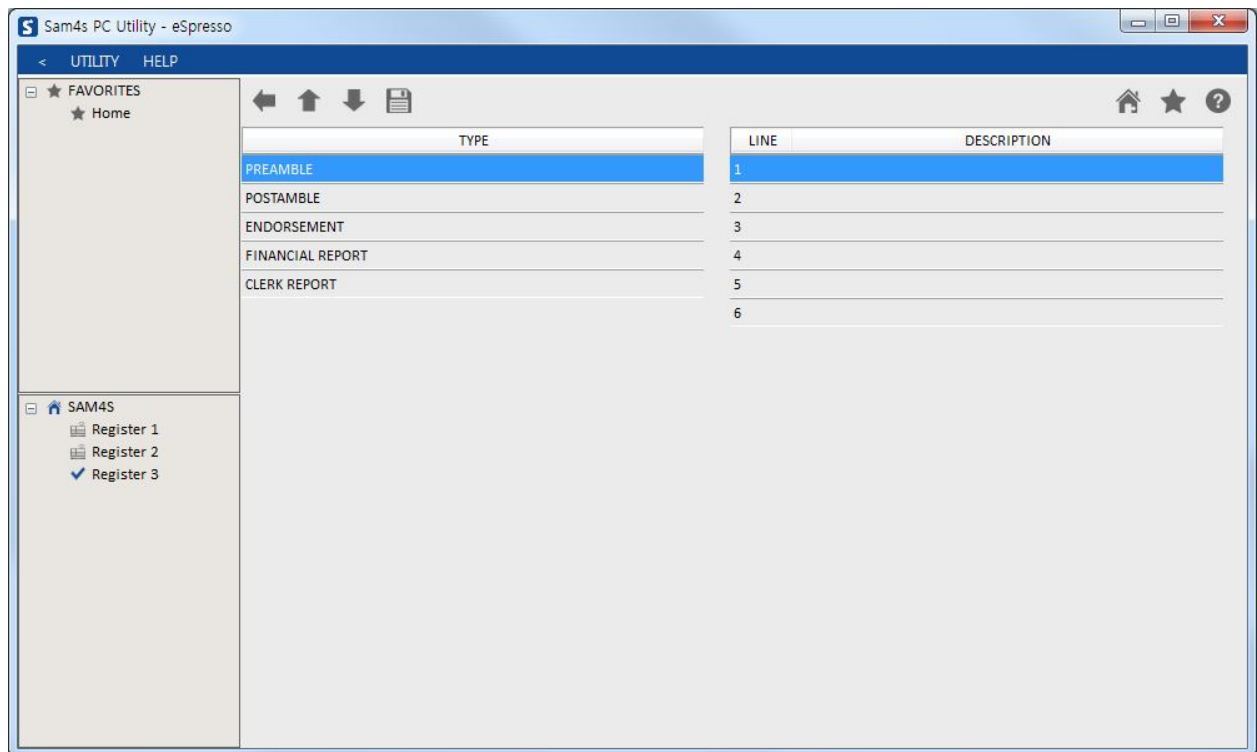 Sam4s PC Utility - eSpresso
< UTILITY HELP
FAVORITES
Home
SAM4S
Register 1
Register 2
Register 3
TYPE
PREAMBLE
POSTAMBLE
ENDORSEMENT
FINANCIAL REPORT
CLERK REPORT
LINE DESCRIPTION
1
2
3
4
5
6